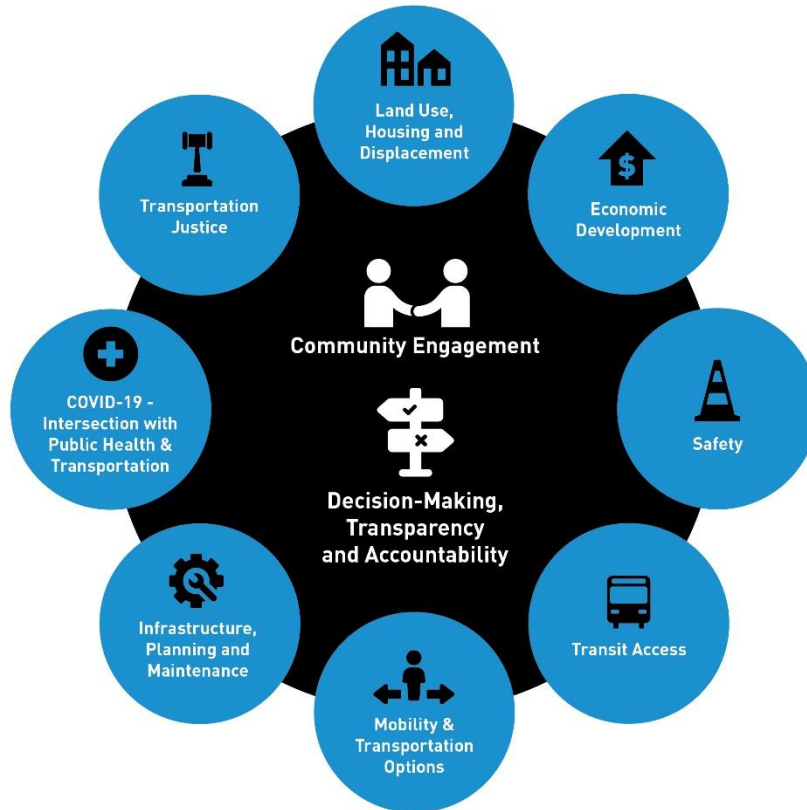 Land Use,
Housing and
Displacement
Economic
Development
$
Safety
Transit Access
Mobility &
Transportation
Options
Infrastructure,
Planning and
Maintenance
COVID-19 -
Intersection with
Public Health &
Transportation
Transportation
Justice
Community Engagement
Decision-Making,
Transparency
and Accountability